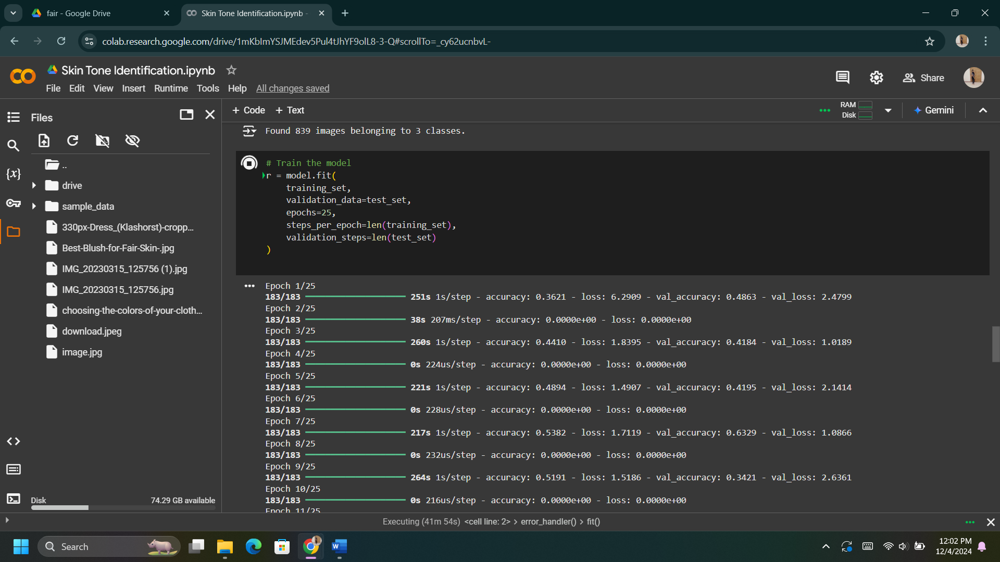 fair - Google Drive
Skin Tone Identification.ipynb -
colab.research.google.com/drive/1mKbImYSJMEdev5Pul4tJhYF9olL8-3-Q#scrollTo=_cy62ucnbvL-
Skin Tone Identification.ipynb
File Edit View Insert Runtime Tools Help All changes saved
Share
Files
+ Code + Text
RAM
Disk
Gemini
..
drive
sample_data
330px-Dress_(Klashorst)-cropp...
Best-Blush-for-Fair-Skin-.jpg
IMG_20230315_125756 (1).jpg
IMG_20230315_125756.jpg
choosing-the-colors-of-your-cloth...
download.jpeg
image.jpg
Disk 74.29 GB available
Found 839 images belonging to 3 classes.
# Train the model
r = model.fit(
training_set,
validation_data=test_set,
epochs=25,
steps_per_epoch=len(training_set),
validation_steps=len(test_set)
)
Epoch 1/25
183/183 251s 1s/step - accuracy: 0.3621 - loss: 6.2909 - val_accuracy: 0.4863 - val_loss: 2.4799
Epoch 2/25
183/183 38s 207ms/step - accuracy: 0.0000e+00 - loss: 0.0000e+00
Epoch 3/25
183/183 260s 1s/step - accuracy: 0.4410 - loss: 1.8395 - val_accuracy: 0.4184 - val_loss: 1.0189
Epoch 4/25
183/183 0s 224us/step - accuracy: 0.0000e+00 - loss: 0.0000e+00
Epoch 5/25
183/183 221s 1s/step - accuracy: 0.4894 - loss: 1.4907 - val_accuracy: 0.4195 - val_loss: 2.1414
Epoch 6/25
183/183 0s 228us/step - accuracy: 0.0000e+00 - loss: 0.0000e+00
Epoch 7/25
183/183 217s 1s/step - accuracy: 0.5382 - loss: 1.7119 - val_accuracy: 0.6329 - val_loss: 1.0866
Epoch 8/25
183/183 0s 232us/step - accuracy: 0.0000e+00 - loss: 0.0000e+00
Epoch 9/25
183/183 264s 1s/step - accuracy: 0.5191 - loss: 1.5186 - val_accuracy: 0.3421 - val_loss: 2.6361
Epoch 10/25
183/183 0s 216us/step - accuracy: 0.0000e+00 - loss: 0.0000e+00
Epoch 11/25
Executing (41m 54s) <cell line: 2> > error_handler() > fit()
Search
12:02 PM
12/4/2024